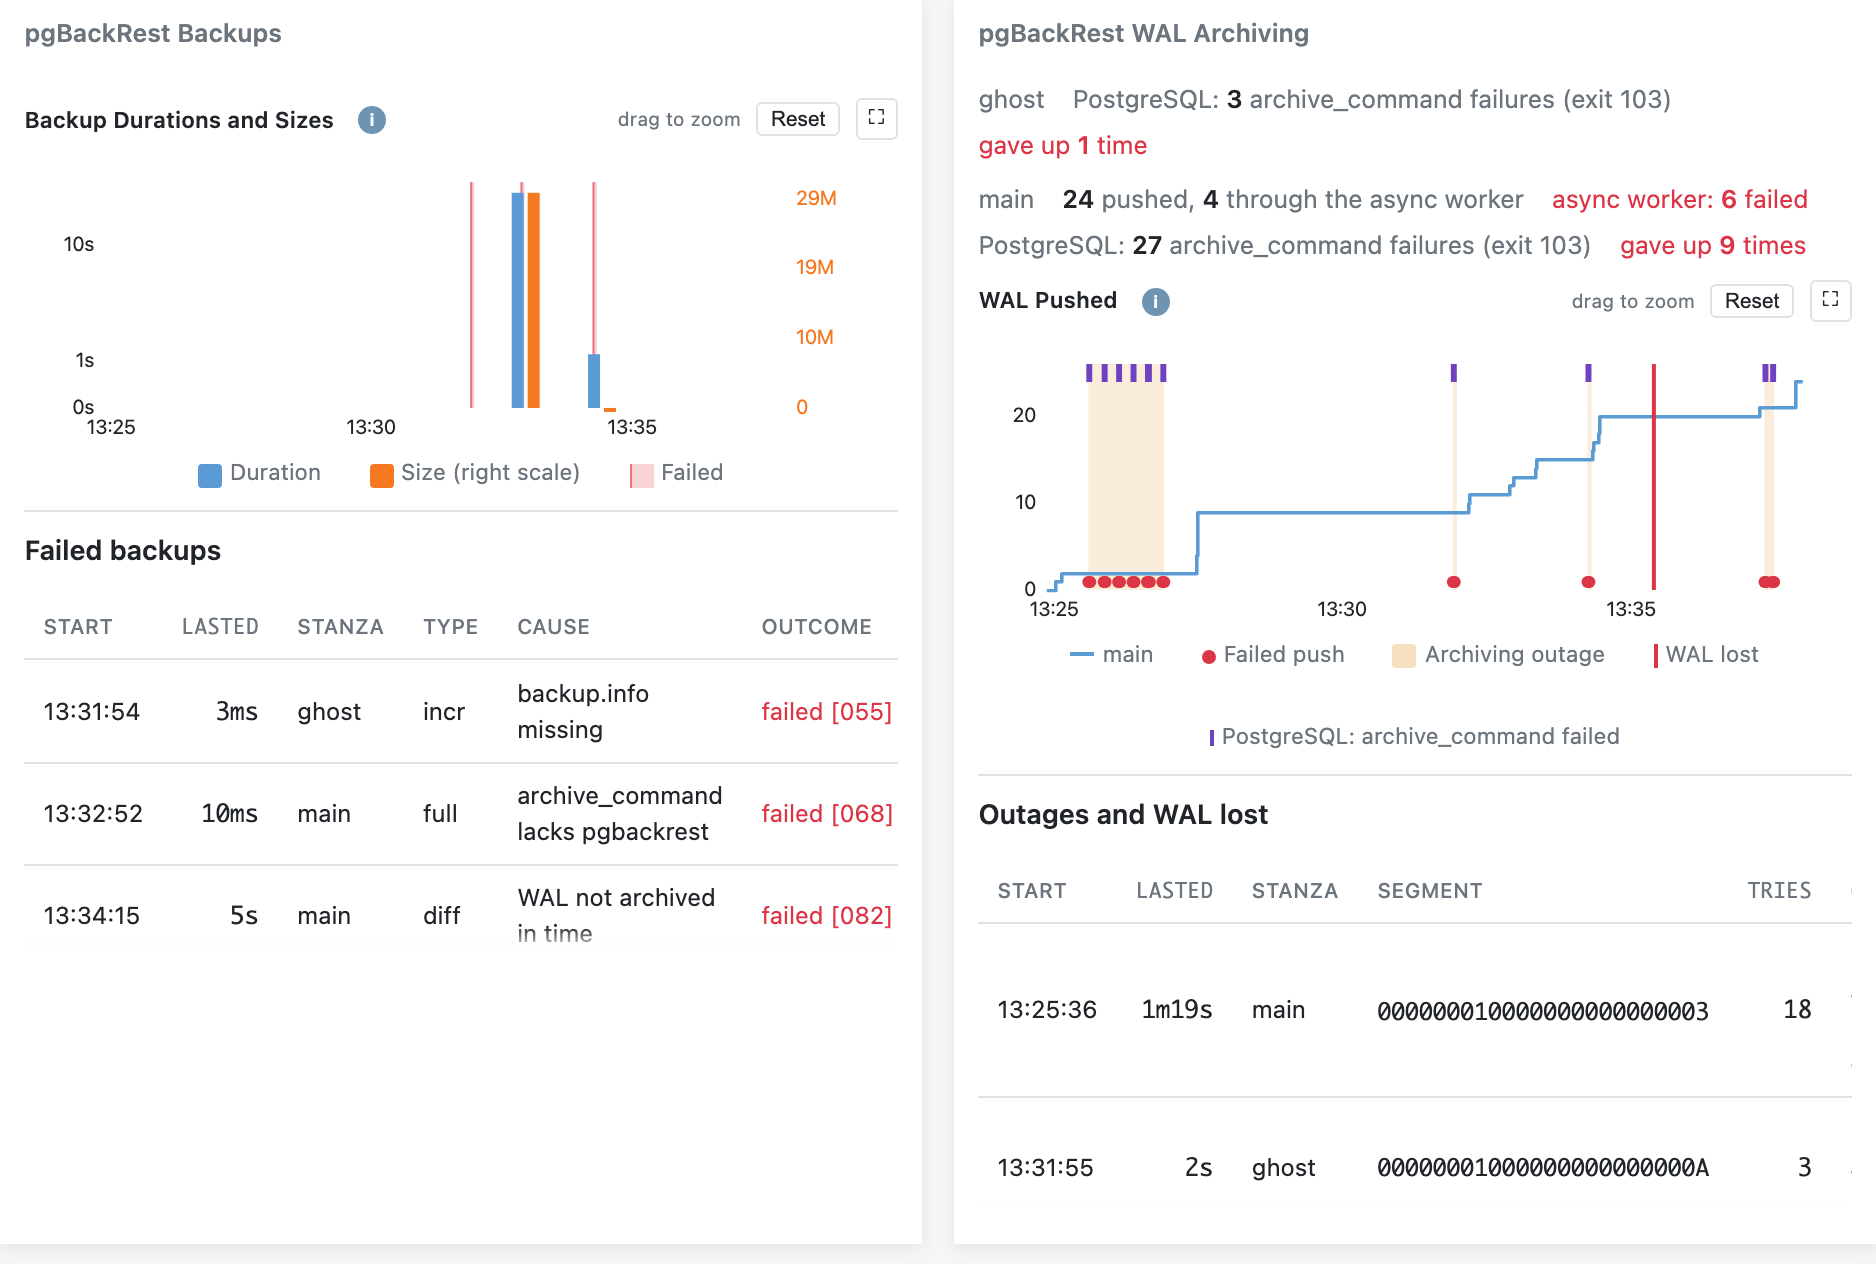 pgBackRest Backups
Backup Durations and Sizes
i
drag to zoom
Reset
29M
10s
19M
10M
1s
0s
0
13:25
13:30
13:35
Duration
Size (right scale)
Failed
Failed backups
START LASTED STANZA TYPE CAUSE OUTCOME
13:31:54 3ms ghost incr backup.info missing failed [055]
13:32:52 10ms main full archive_command lacks pgbackrest failed [068]
13:34:15 5s main diff WAL not archived in time failed [082]
pgBackRest WAL Archiving
ghost PostgreSQL: 3 archive_command failures (exit 103)
gave up 1 time
main 24 pushed, 4 through the async worker async worker: 6 failed
PostgreSQL: 27 archive_command failures (exit 103) gave up 9 times
WAL Pushed
i
drag to zoom
Reset
20
10
0
13:25
13:30
13:35
main
Failed push
Archiving outage
WAL lost
PostgreSQL: archive_command failed
Outages and WAL lost
START LASTED STANZA SEGMENT TRIES
13:25:36 1m19s main 000000010000000000000003 18
13:31:55 2s ghost 00000001000000000000000A 3